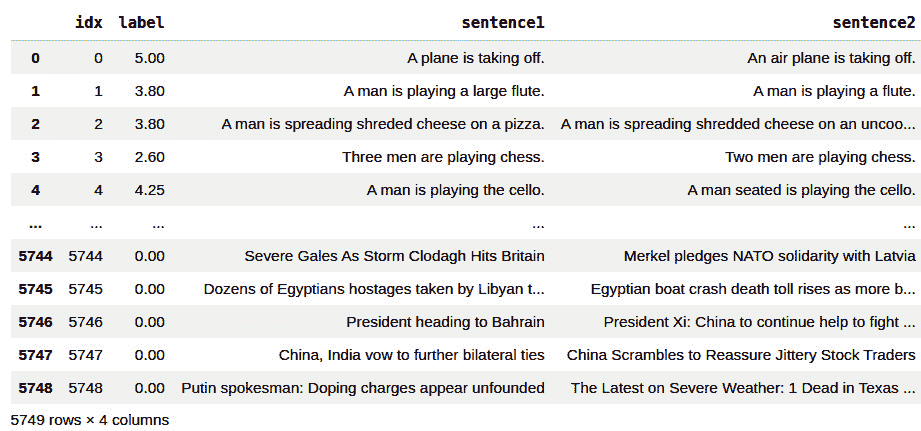 idx label sentence1 sentence2
0 0 5.00 A plane is taking off. An air plane is taking off.
1 1 3.80 A man is playing a large flute. A man is playing a flute.
2 2 3.80 A man is spreading shreded cheese on a pizza. A man is spreading shredded cheese on an uncoo...
3 3 2.60 Three men are playing chess. Two men are playing chess.
4 4 4.25 A man is playing the cello. A man seated is playing the cello.
... ... ... ... ...
5744 5744 0.00 Severe Gales As Storm Clodagh Hits Britain Merkel pledges NATO solidarity with Latvia
5745 5745 0.00 Dozens of Egyptians hostages taken by Libyan t... Egyptian boat crash death toll rises as more b...
5746 5746 0.00 President heading to Bahrain President Xi: China to continue help to fight ...
5747 5747 0.00 China, India vow to further bilateral ties China Scrambles to Reassure Jittery Stock Traders
5748 5748 0.00 Putin spokesman: Doping charges appear unfounded The Latest on Severe Weather: 1 Dead in Texas ...
5749 rows × 4 columns